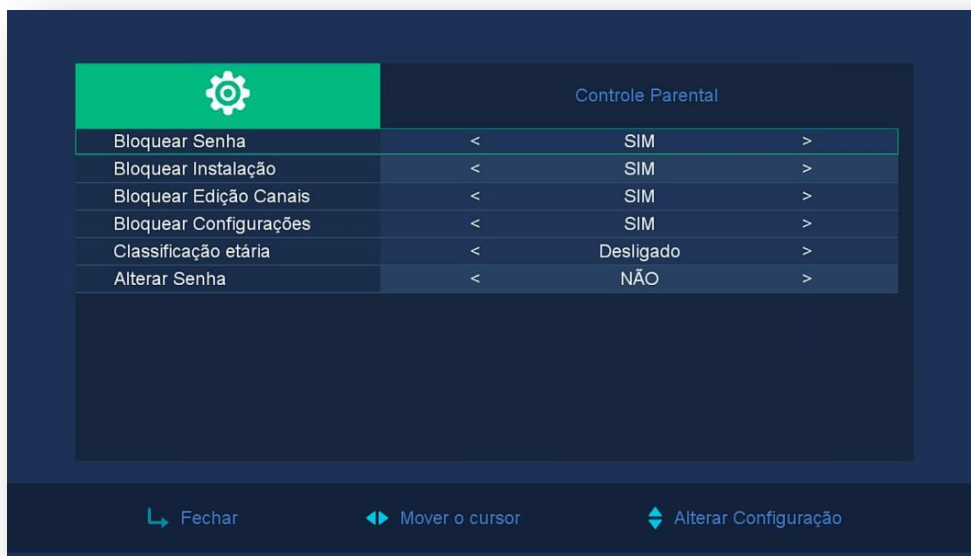 Controle Parental
Bloquear Senha < SIM >
Bloquear Instalação < SIM >
Bloquear Edição Canais < SIM >
Bloquear Configurações < SIM >
Classificação etária < Desligado >
Alterar Senha < NÃO >
Fechar Mover o cursor Alterar Configuração